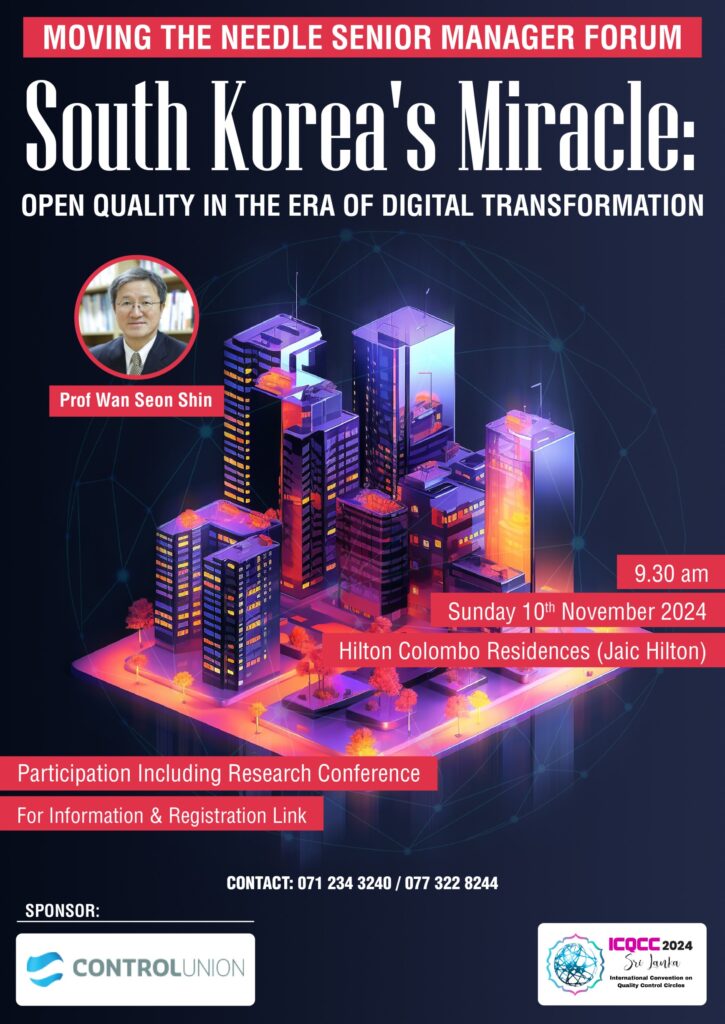 MOVING THE NEEDLE SENIOR MANAGER FORUM
South Korea's Miracle:
OPEN QUALITY IN THE ERA OF DIGITAL TRANSFORMATION
Prof Wan Seon Shin
9.30 am
Sunday 10th November 2024
Hilton Colombo Residences (Jaic Hilton)
Participation Including Research Conference
For Information & Registration Link
CONTACT: 071 234 3240 / 077 322 8244
SPONSOR:
CONTROLUNION
ICQCC 2024
Sri Lanka
International Convention on
Quality Control Circles